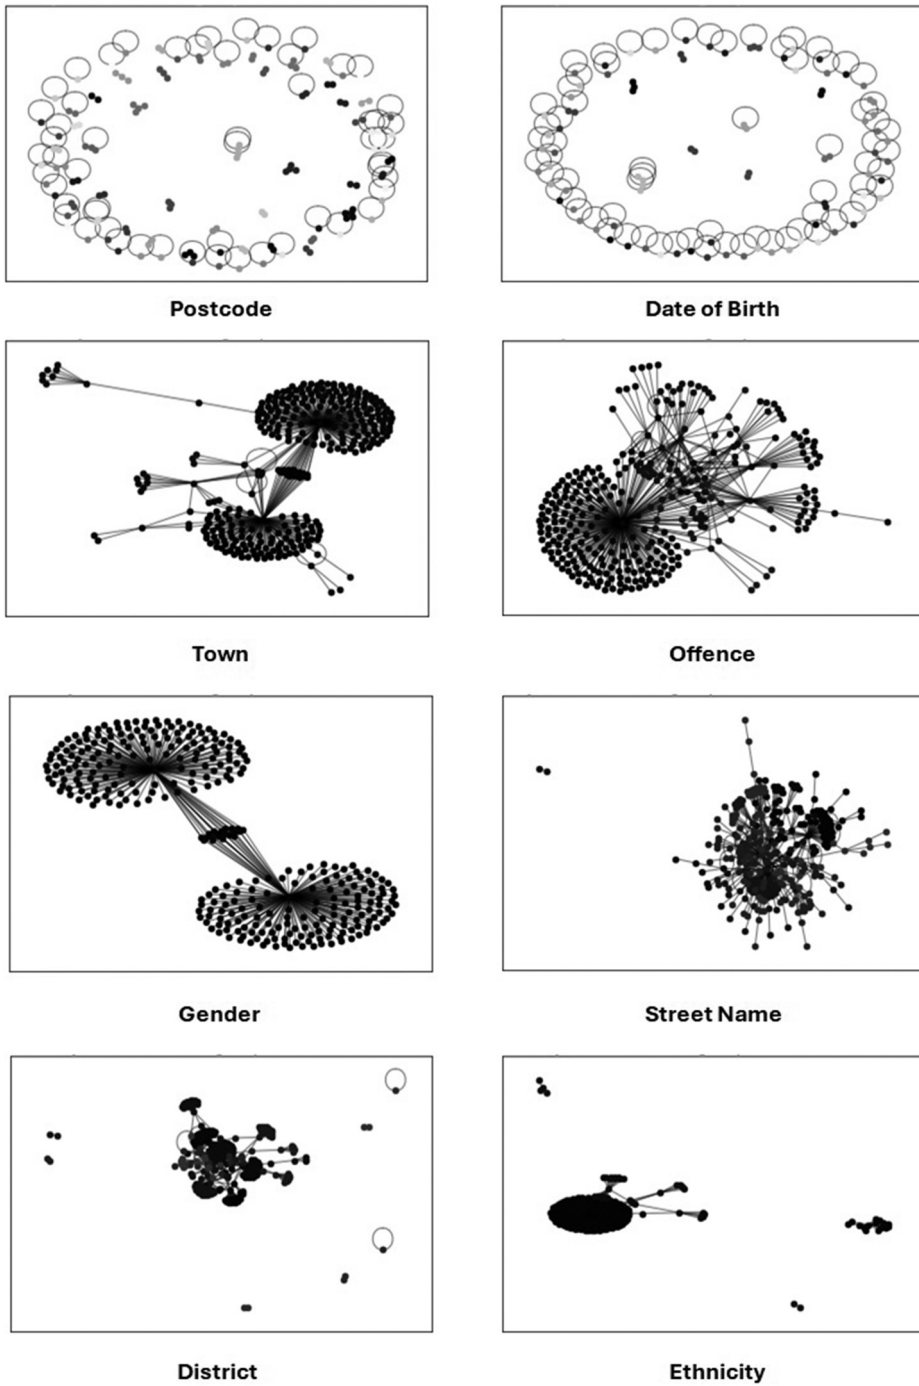 Postcode
Date of Birth
Town
Offence
Gender
Street Name
District
Ethnicity